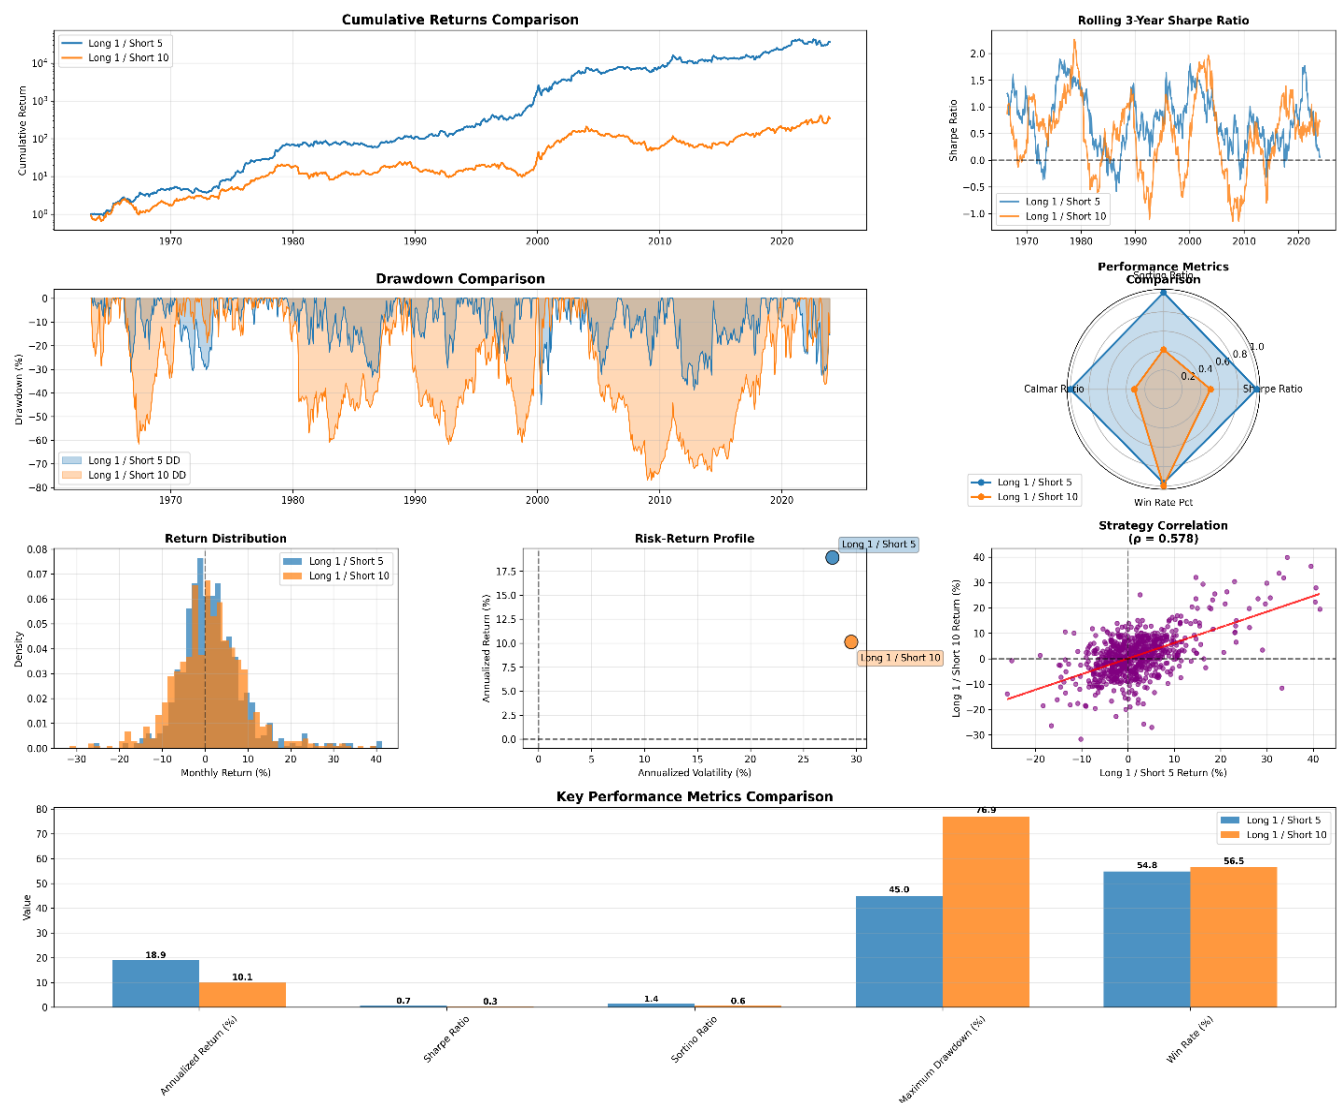 Cumulative Returns Comparison
Long 1 / Short 5
Long 1 / Short 10
Cumulative Return
10⁴
10³
10²
10¹
10⁰
1970 1980 1990 2000 2010 2020
Rolling 3-Year Sharpe Ratio
Sharpe Ratio
2.0
1.5
1.0
0.5
0.0
−0.5
−1.0
Long 1 / Short 5
Long 1 / Short 10
1970 1980 1990 2000 2010 2020
Drawdown Comparison
Drawdown (%)
0
−10
−20
−30
−40
−50
−60
−70
−80
Long 1 / Short 5 DD
Long 1 / Short 10 DD
1970 1980 1990 2000 2010 2020
Performance Metrics
Comparison
Sortino Ratio
1.0
0.8
0.6
0.4
0.2
Calmar Ratio
Sharpe Ratio
Win Rate Pct
Long 1 / Short 5
Long 1 / Short 10
Return Distribution
Long 1 / Short 5
Long 1 / Short 10
Density
0.08
0.07
0.06
0.05
0.04
0.03
0.02
0.01
0.00
−30 −20 −10 0 10 20 30 40
Monthly Return (%)
Risk-Return Profile
Long 1 / Short 5
Long 1 / Short 10
Annualized Return (%)
17.5
15.0
12.5
10.0
7.5
5.0
2.5
0.0
0 5 10 15 20 25 30
Annualized Volatility (%)
Strategy Correlation
(ρ = 0.578)
Long 1 / Short 10 Return (%)
40
30
20
10
0
−10
−20
−30
−20 −10 0 10 20 30 40
Long 1 / Short 5 Return (%)
Key Performance Metrics Comparison
Long 1 / Short 5
Long 1 / Short 10
Value
80
70
60
50
40
30
20
10
0
18.9 10.1 0.7 0.3 1.4 0.6 45.0 76.9 54.8 56.5
Annualized Return (%)
Sharpe Ratio
Sortino Ratio
Maximum Drawdown (%)
Win Rate (%)